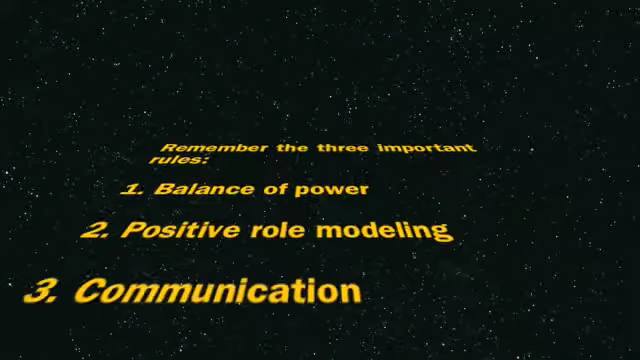 Remember the three important
rules:
1. Balance of power
2. Positive role modeling
3. Communication